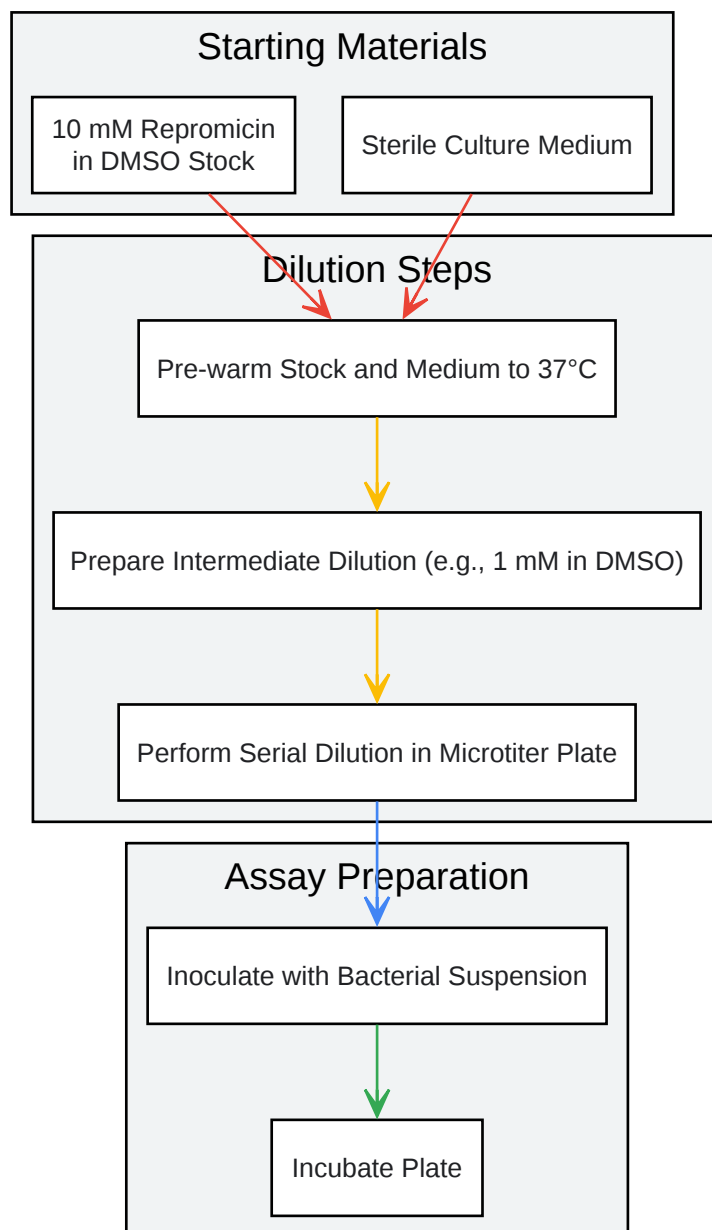 Starting Materials
10 mM Repromicin
in DMSO Stock
Sterile Culture Medium
Dilution Steps
Pre-warm Stock and Medium to 37°C
Prepare Intermediate Dilution (e.g., 1 mM in DMSO)
Perform Serial Dilution in Microtiter Plate
Assay Preparation
Inoculate with Bacterial Suspension
Incubate Plate